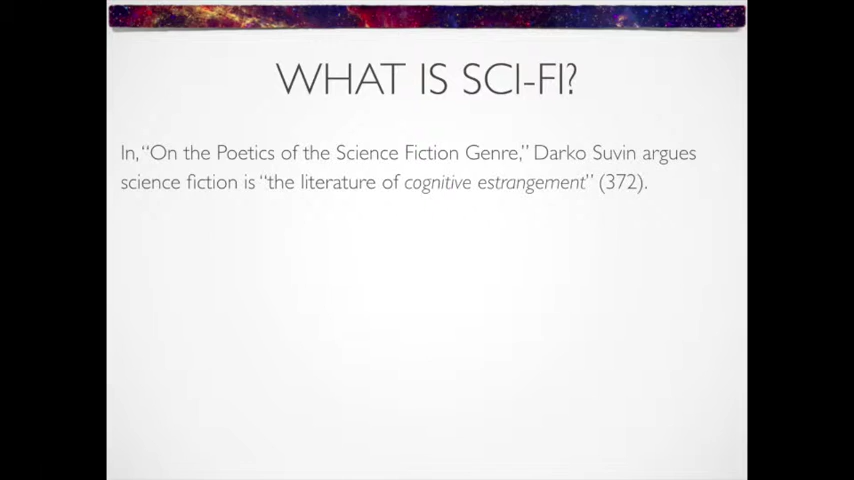 WHAT IS SCI-FI?
In, “On the Poetics of the Science Fiction Genre,” Darko Suvin argues
science fiction is “the literature of cognitive estrangement” (372).